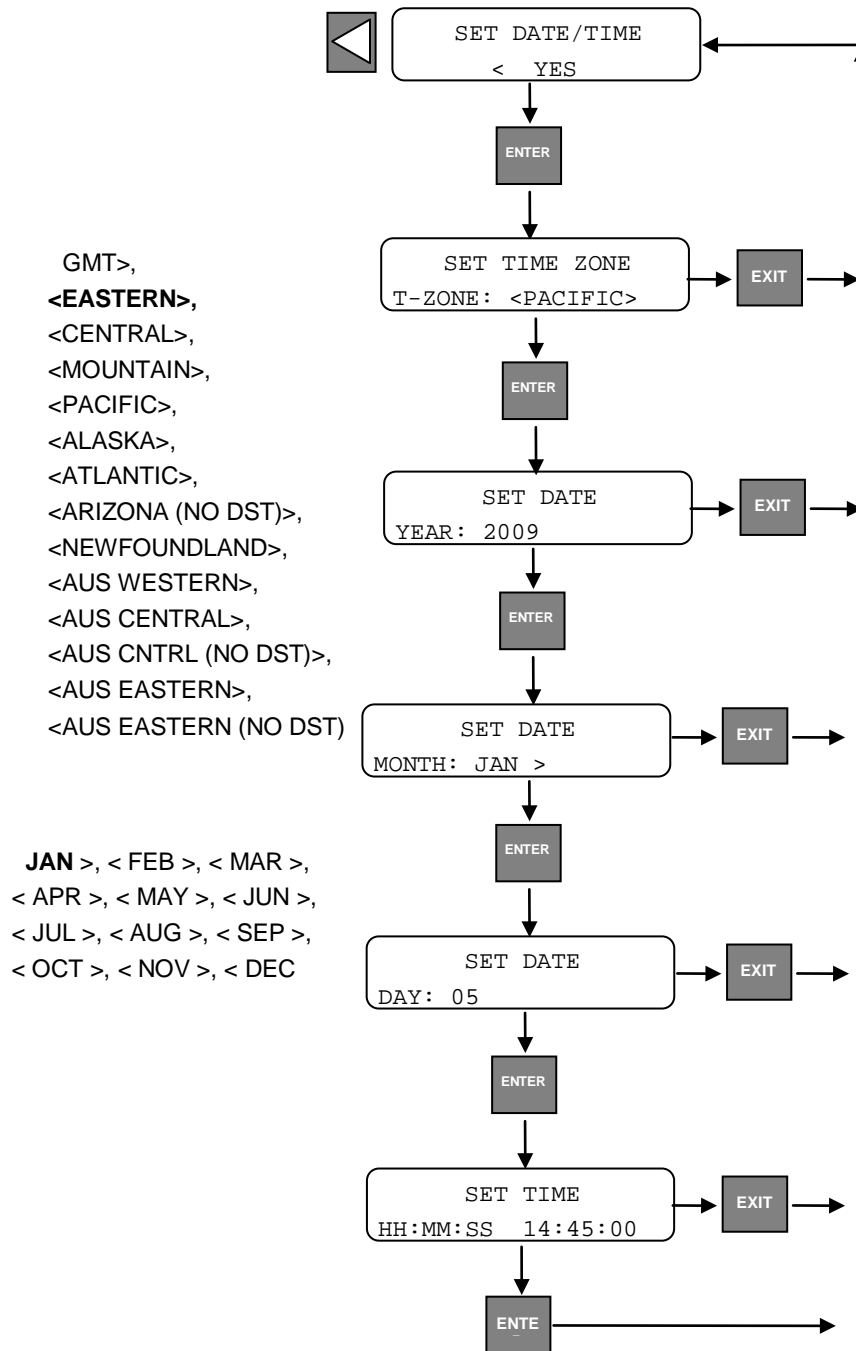 SET DATE/TIME
< YES
ENTER
SET TIME ZONE
T-ZONE: <PACIFIC>
EXIT
GMT>,
<EASTERN>,
<CENTRAL>,
<MOUNTAIN>,
<PACIFIC>,
<ALASKA>,
<ATLANTIC>,
<ARIZONA (NO DST)>,
<NEWFOUNDLAND>,
<AUS WESTERN>,
<AUS CENTRAL>,
<AUS CNTRL (NO DST)>,
<AUS EASTERN>,
<AUS EASTERN (NO DST)
ENTER
SET DATE
YEAR: 2009
EXIT
ENTER
SET DATE
MONTH: JAN >
EXIT
ENTER
JAN >, < FEB >, < MAR >,
< APR >, < MAY >, < JUN >,
< JUL >, < AUG >, < SEP >,
< OCT >, < NOV >, < DEC
SET DATE
DAY: 05
EXIT
ENTER
SET TIME
HH:MM:SS 14:45:00
EXIT
ENTE